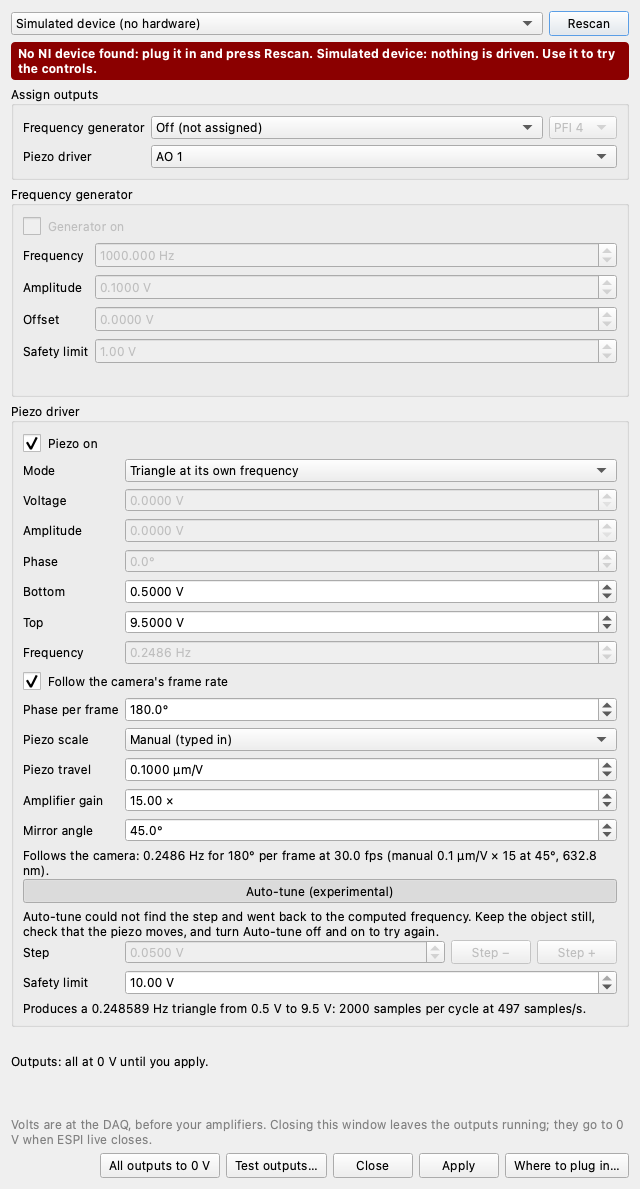 Simulated device (no hardware)
Rescan
No NI device found: plug it in and press Rescan. Simulated device: nothing is driven. Use it to try
the controls.
Assign outputs
Frequency generator
Off (not assigned)
PFI 4
Piezo driver
AO 1
Frequency generator
Generator on
Frequency
1000.000 Hz
Amplitude
0.1000 V
Offset
0.0000 V
Safety limit
1.00 V
Piezo driver
Piezo on
Mode
Triangle at its own frequency
Voltage
0.0000 V
Amplitude
0.0000 V
Phase
0.0°
Bottom
0.5000 V
Top
9.5000 V
Frequency
0.2486 Hz
Follow the camera's frame rate
Phase per frame
180.0°
Piezo scale
Manual (typed in)
Piezo travel
0.1000 µm/V
Amplifier gain
15.00 ×
Mirror angle
45.0°
Follows the camera: 0.2486 Hz for 180° per frame at 30.0 fps (manual 0.1 µm/V × 15 at 45°, 632.8
nm).
Auto-tune (experimental)
Auto-tune could not find the step and went back to the computed frequency. Keep the object still,
check that the piezo moves, and turn Auto-tune off and on to try again.
Step
0.0500 V
Step −
Step +
Safety limit
10.00 V
Produces a 0.248589 Hz triangle from 0.5 V to 9.5 V: 2000 samples per cycle at 497 samples/s.
Outputs: all at 0 V until you apply.
Volts are at the DAQ, before your amplifiers. Closing this window leaves the outputs running; they go to 0
V when ESPI live closes.
All outputs to 0 V
Test outputs...
Close
Apply
Where to plug in...